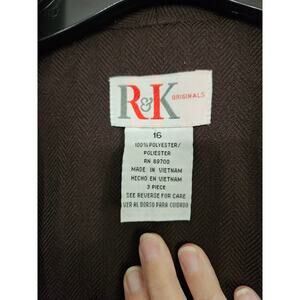 R&K ORIGINALS
16
100% POLYESTER/
POLIESTER
RN 89700
MADE IN VIETNAM
HECHO EN VIETNAM
3 PIECE
SEE REVERSE FOR CARE
VER AL DORSO PARA CUIDADO